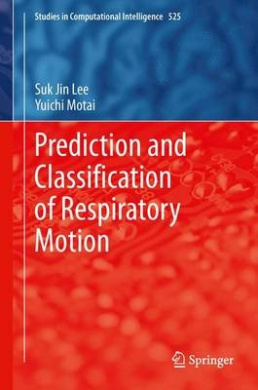 Studies in Computational Intelligence 525
Suk Jin Lee
Yuichi Motai
Prediction and
Classification
of Respiratory
Motion
Springer